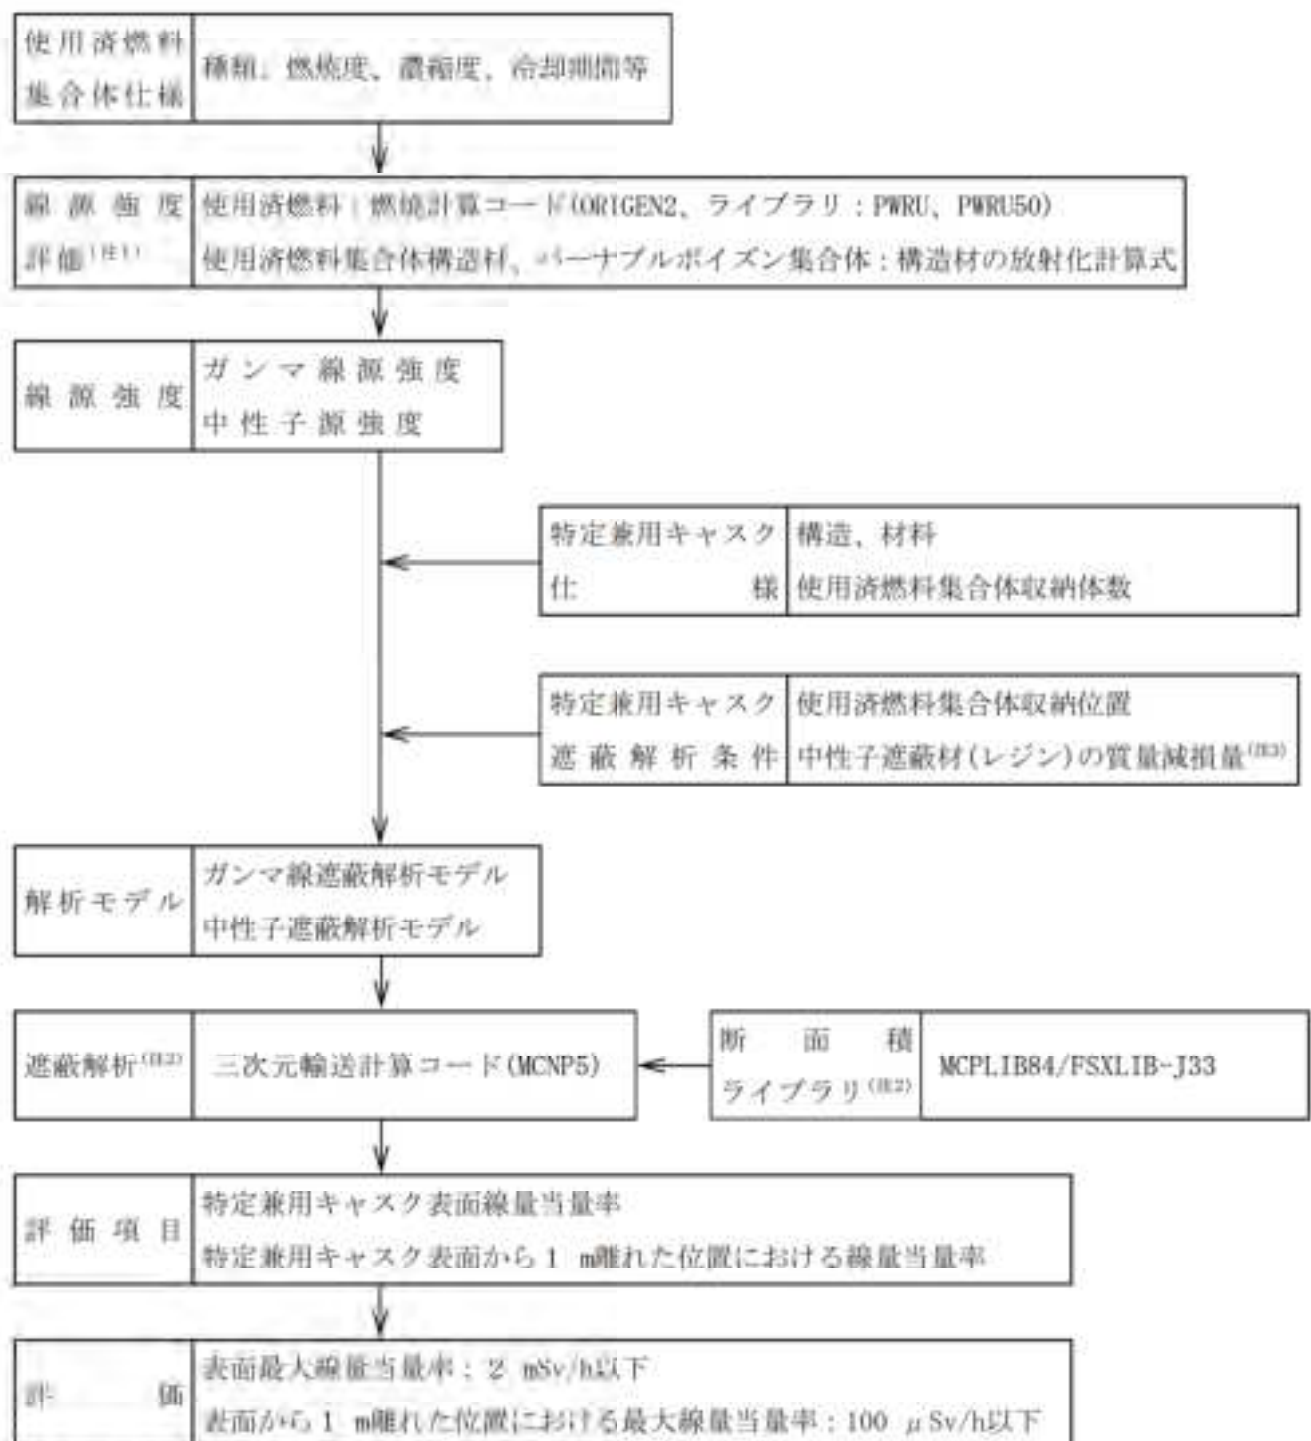 使用済燃料
集合体仕様
種類、燃焼度、濃縮度、冷却期間等
線源強度
評価(注1)
使用済燃料：燃焼計算コード(ORIGEN2、ライブラリ：PWRU、PWRU50)
使用済燃料集合体構造材、バーナブルポイズン集合体：構造材の放射化計算式
線源強度
ガンマ線源強度
中性子源強度
特定兼用キャスク
仕様
構造、材料
使用済燃料集合体収納体数
特定兼用キャスク
遮蔽解析条件
使用済燃料集合体収納位置
中性子遮蔽材(レジン)の質量減損量(注3)
解析モデル
ガンマ線遮蔽解析モデル
中性子遮蔽解析モデル
遮蔽解析(注2)
三次元輸送計算コード(MCNP5)
断面積
ライブラリ(注2)
MCPLIB84/FSXLIB-J33
評価項目
特定兼用キャスク表面線量当量率
特定兼用キャスク表面から1 m離れた位置における線量当量率
評価
表面最大線量当量率：2 mSv/h以下
表面から1 m離れた位置における最大線量当量率：100 μSv/h以下